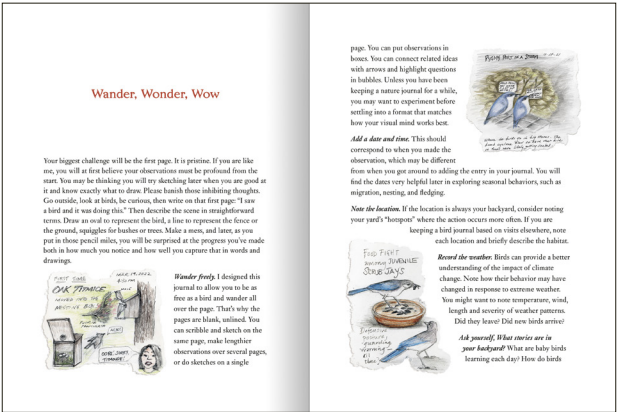 Wander, Wonder, Wow
Your biggest challenge will be the first page. It is pristine. If you are like
me, you will at first believe your observations must be profound from the
start. You may be thinking you will try sketching later when you are good at
it and know exactly what to draw. Please banish those inhibiting thoughts.
Go outside, look at birds, be curious, then write on that first page: “I saw
a bird and it was doing this.” Then describe the scene in straightforward
terms. Draw an oval to represent the bird, a line to represent the fence or
the ground, squiggles for bushes or trees. Make a mess, and later, as you
put in those pencil miles, you will be surprised at the progress you’ve made
both in how much you notice and how well you capture that in words and
drawings.
FIRST TIME
OAK TITMICE
MOVED INTO THE
NESTING BOX
Wander freely. I designed this
journal to allow you to be as
free as a bird and wander all
over the page. That’s why the
pages are blank, unlined. You
can scribble and sketch on the
same page, make lengthier
observations over several pages,
or do sketches on a single
page. You can put observations in
boxes. You can connect related ideas
with arrows and highlight questions
in bubbles. Unless you have been
keeping a nature journal for a while,
you may want to experiment before
settling into a format that matches
how your visual mind works best.
Add a date and time. This should
correspond to when you made the
observation, which may be different
from when you got around to adding the entry in your journal. You will
find the dates very helpful later in exploring seasonal behaviors, such as
migration, nesting, and fledging.
Note the location. If the location is always your backyard, consider noting
your yard’s “hotspots” where the action occurs more often. If you are
keeping a bird journal based on visits elsewhere, note
each location and briefly describe the habitat.
FOOD FIGHT
among JUVENILE
SCRUB JAYS
Defensive
posture,
guarding
Record the weather. Birds can provide a better
understanding of the impact of climate
change. Note how their behavior may have
changed in response to extreme weather.
You might want to note temperature, wind,
length and severity of weather patterns.
Did they leave? Did new birds arrive?
Ask yourself, What stories are in
your backyard? What are baby birds
learning each day? How do birds